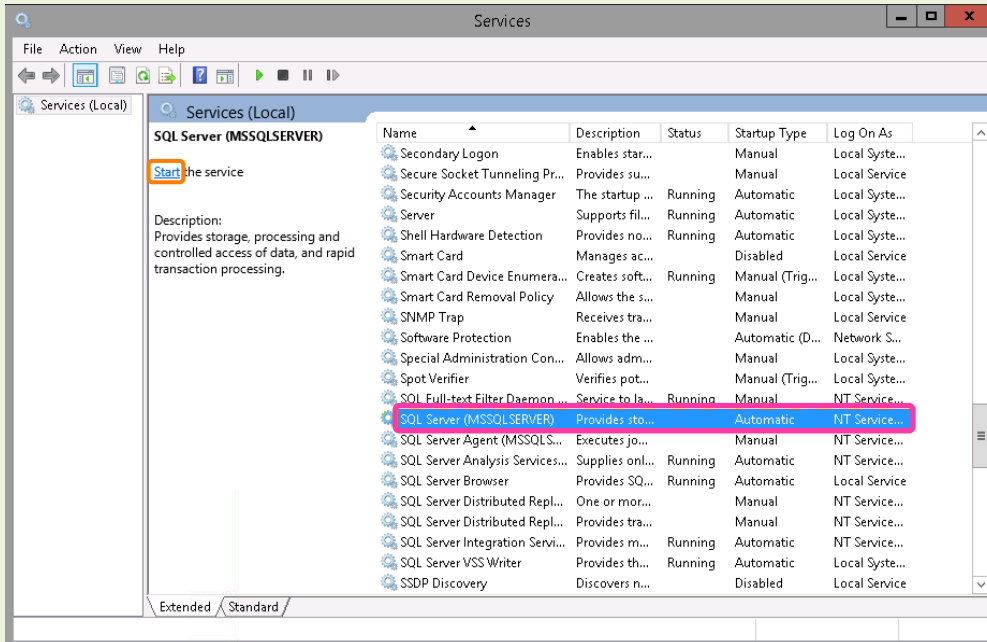 Services
File Action View Help
Services (Local)
Services (Local)
SQL Server (MSSQLSERVER)
Start the service
Description:
Provides storage, processing and
controlled access of data, and rapid
transaction processing.
Name Description Status Startup Type Log On As
Secondary Logon Enables star... Manual Local Syste...
Secure Socket Tunneling Pr... Provides su... Manual Local Service
Security Accounts Manager The startup ... Running Automatic Local Syste...
Server Supports fil... Running Automatic Local Syste...
Shell Hardware Detection Provides no... Running Automatic Local Syste...
Smart Card Manages ac... Disabled Local Service
Smart Card Device Enumera... Creates soft... Running Manual (Trig... Local Syste...
Smart Card Removal Policy Allows the s... Manual Local Syste...
SNMP Trap Receives tra... Manual Local Service
Software Protection Enables the ... Automatic (D... Network S...
Special Administration Con... Allows adm... Manual Local Syste...
Spot Verifier Verifies pot... Manual (Trig... Local Syste...
SQL Full-text Filter Daemon ... Service to la... Running Manual NT Service...
SQL Server (MSSQLSERVER) Provides sto... Automatic NT Service...
SQL Server Agent (MSSQLS... Executes jo... Manual NT Service...
SQL Server Analysis Services... Supplies onl... Running Automatic NT Service...
SQL Server Browser Provides SQ... Running Automatic Local Service
SQL Server Distributed Repl... One or mor... Manual NT Service...
SQL Server Distributed Repl... Provides tra... Manual NT Service...
SQL Server Integration Servi... Provides m... Running Automatic NT Service...
SQL Server VSS Writer Provides th... Running Automatic Local Syste...
SSDP Discovery Discovers n... Disabled Local Service
Extended Standard